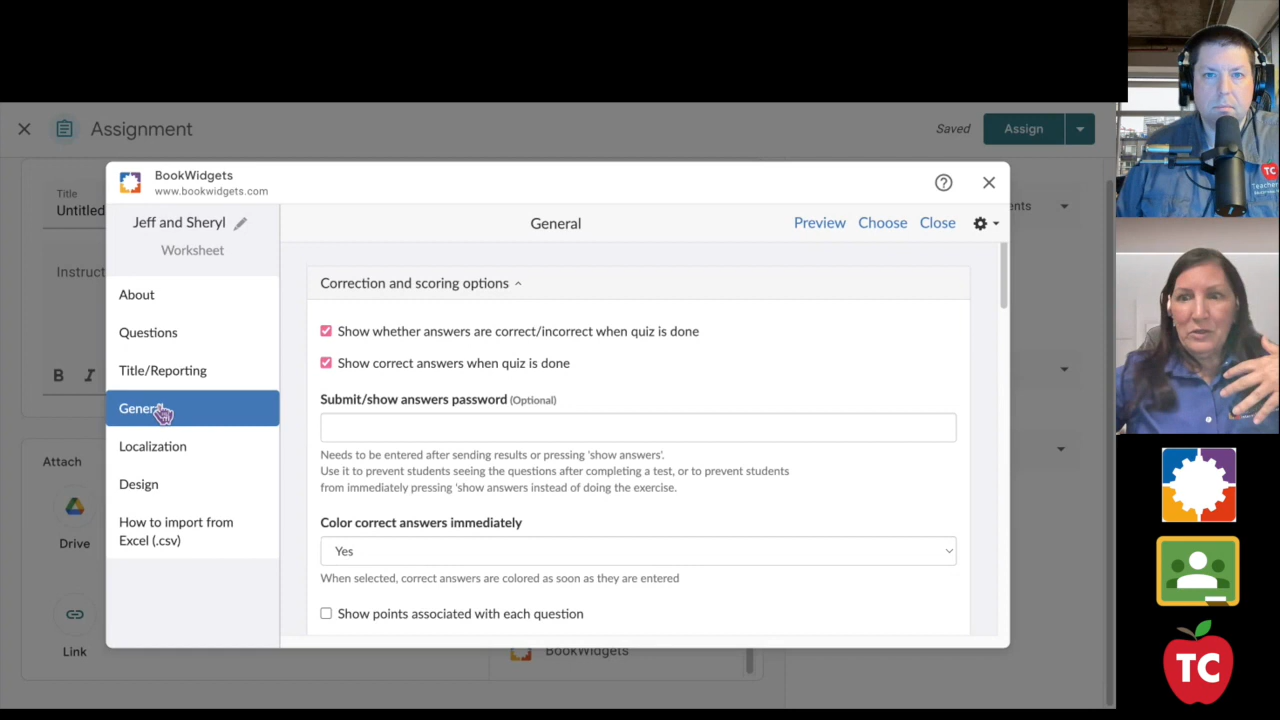 Assignment
Saved
Assign
Title
Untitled
Instruct
B I
Attach
Drive
Link
ents
BookWidgets
www.bookwidgets.com
Jeff and Sheryl
Worksheet
About
Questions
Title/Reporting
General
Localization
Design
How to import from
Excel (.csv)
General
Preview Choose Close
Correction and scoring options
Show whether answers are correct/incorrect when quiz is done
Show correct answers when quiz is done
Submit/show answers password (Optional)
Needs to be entered after sending results or pressing 'show answers'.
Use it to prevent students seeing the questions after completing a test, or to prevent students
from immediately pressing 'show answers instead of doing the exercise.
Color correct answers immediately
Yes
When selected, correct answers are colored as soon as they are entered
Show points associated with each question
BookWidgets
TC
Teacher
TC